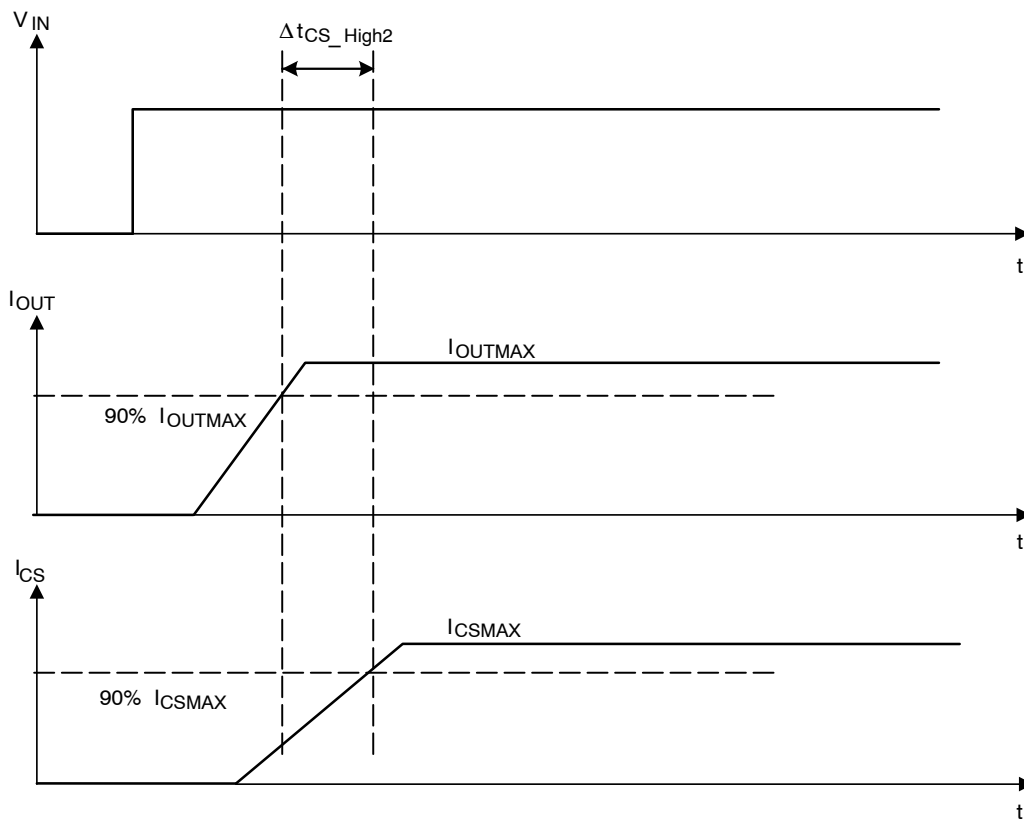 V IN
Δ tCS_High2
t
IOUT
IOUTMAX
90% IOUTMAX
t
ICS
ICSMAX
90% ICSMAX
t